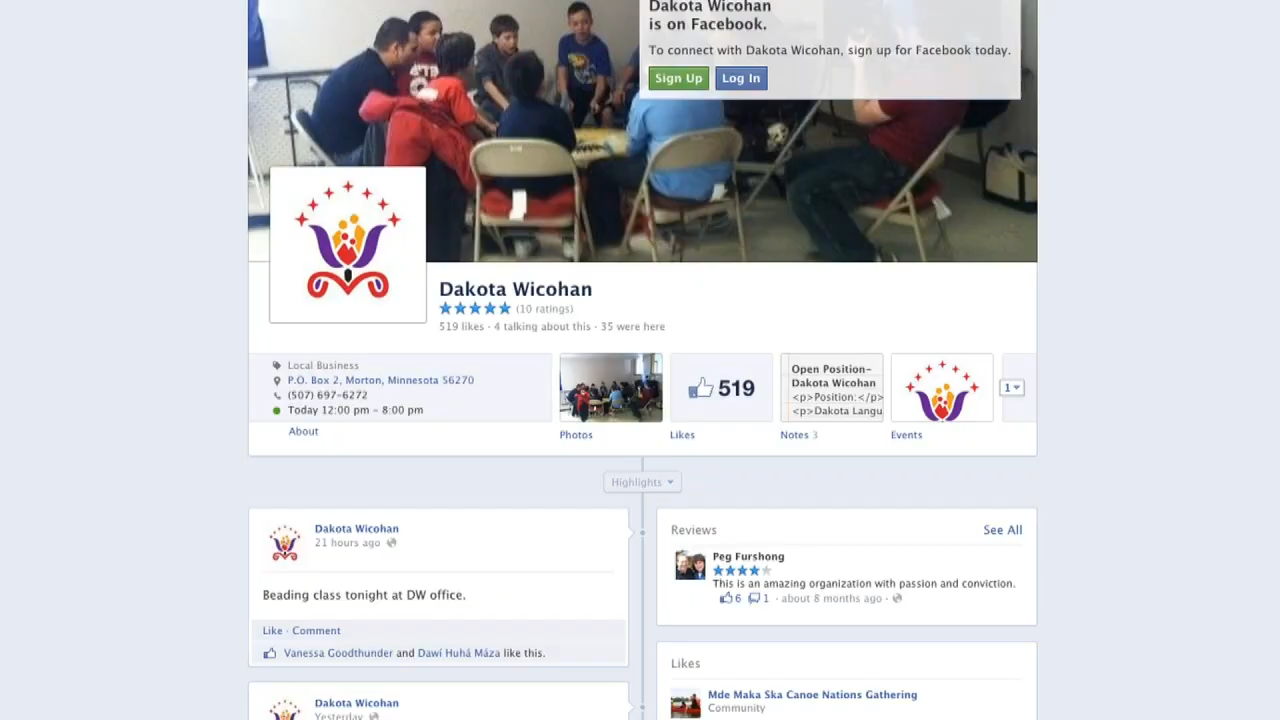 Dakota Wicohan
is on Facebook.
To connect with Dakota Wicohan, sign up for Facebook today.
Sign Up Log In
Dakota Wicohan
(10 ratings)
519 likes · 4 talking about this · 35 were here
Local Business
P.O. Box 2, Morton, Minnesota 56270
(507) 697-6272
Today 12:00 pm – 8:00 pm
About
Photos
519
Likes
Open Position-
Dakota Wicohan
<p>Position:</p>
<p>Dakota Langu
Notes 3
Events
1
Highlights
Dakota Wicohan
21 hours ago
Beading class tonight at DW office.
Like · Comment
Vanessa Goodthunder and Dawí Huhá Máza like this.
Dakota Wicohan
Yesterday
Reviews See All
Peg Furshong
This is an amazing organization with passion and conviction.
6 1 · about 8 months ago ·
Likes
Mde Maka Ska Canoe Nations Gathering
Community